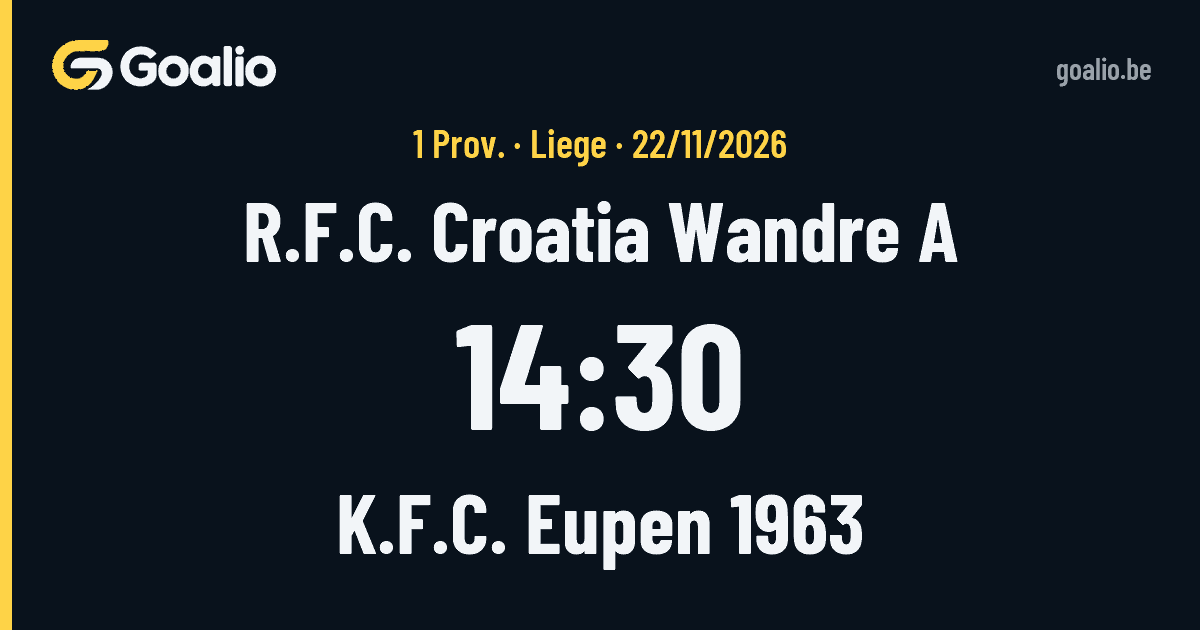 Goalio
goalio.be
1 Prov. · Liege · 22/11/2026
R.F.C. Croatia Wandre A
14:30
K.F.C. Eupen 1963